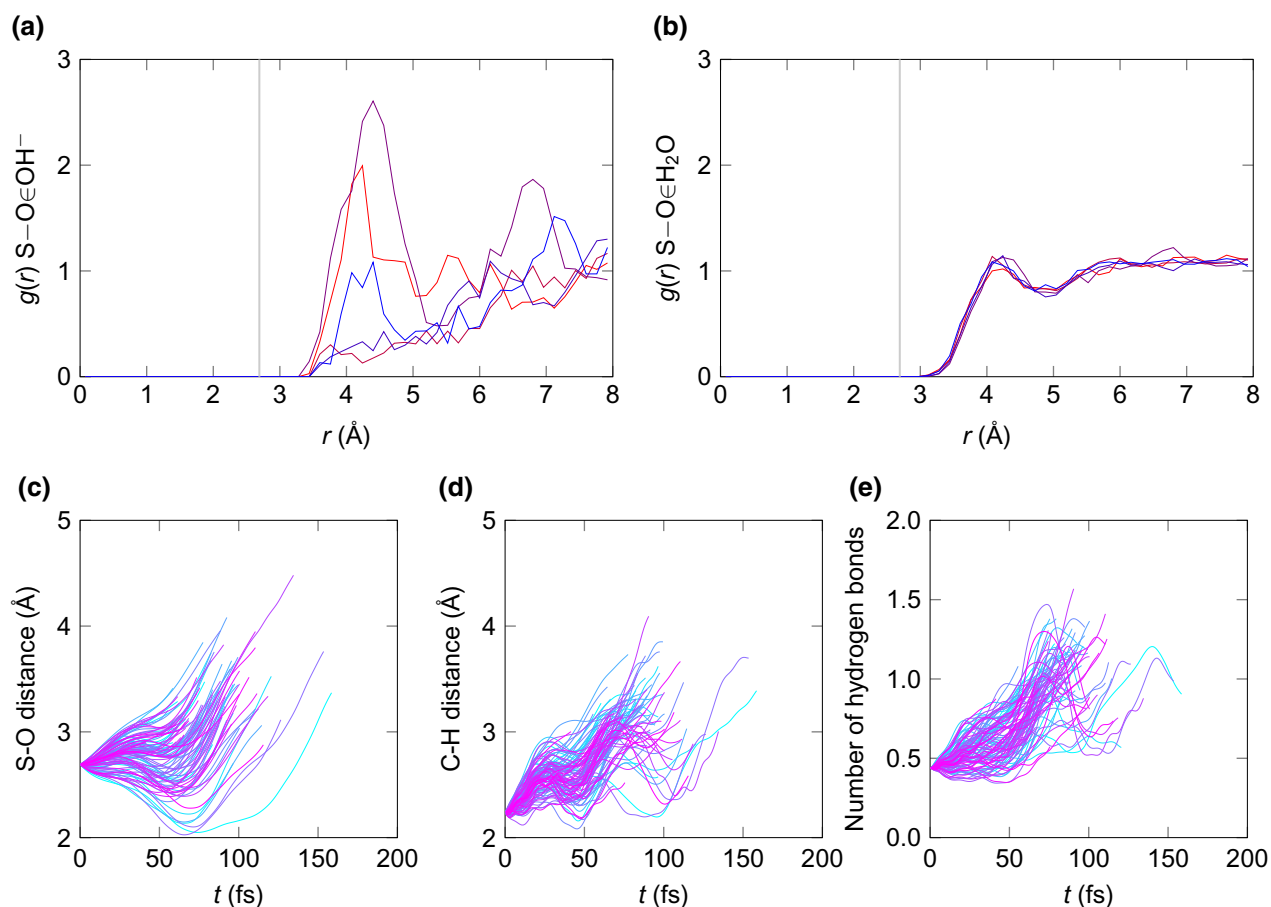 (a)
3
2
1
0
g(r) S−O∈OH⁻
0 1 2 3 4 5 6 7 8
r (Å)
(b)
3
2
1
0
g(r) S−O∈H₂O
0 1 2 3 4 5 6 7 8
r (Å)
(c)
5
4
3
2
S-O distance (Å)
0 50 100 150 200
t (fs)
(d)
5
4
3
2
C-H distance (Å)
0 50 100 150 200
t (fs)
(e)
2.0
1.5
1.0
0.5
0.0
Number of hydrogen bonds
0 50 100 150 200
t (fs)